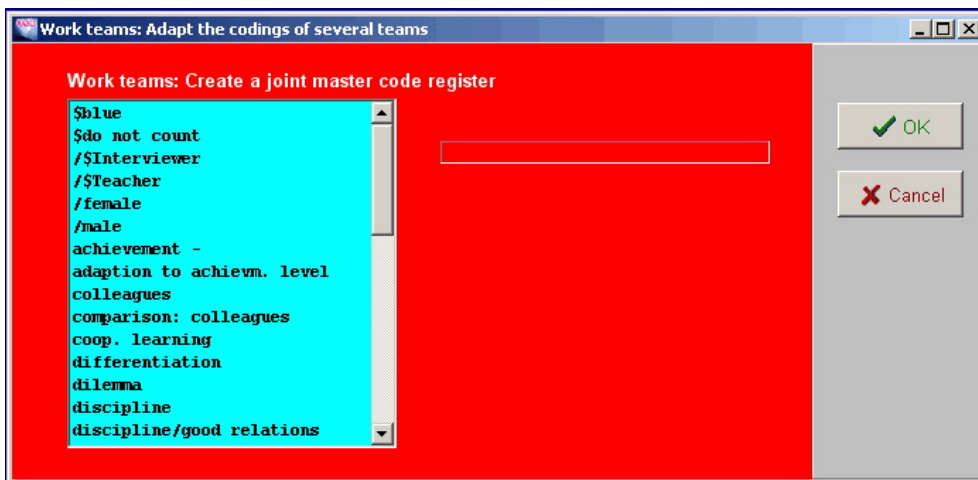 Work teams: Adapt the codings of several teams
Work teams: Create a joint master code register
$blue
$do not count
/$Interviewer
/$Teacher
/female
/male
achievement -
adaption to achievm. level
colleagues
comparison: colleagues
coop. learning
differentiation
dilemma
discipline
discipline/good relations
OK
Cancel